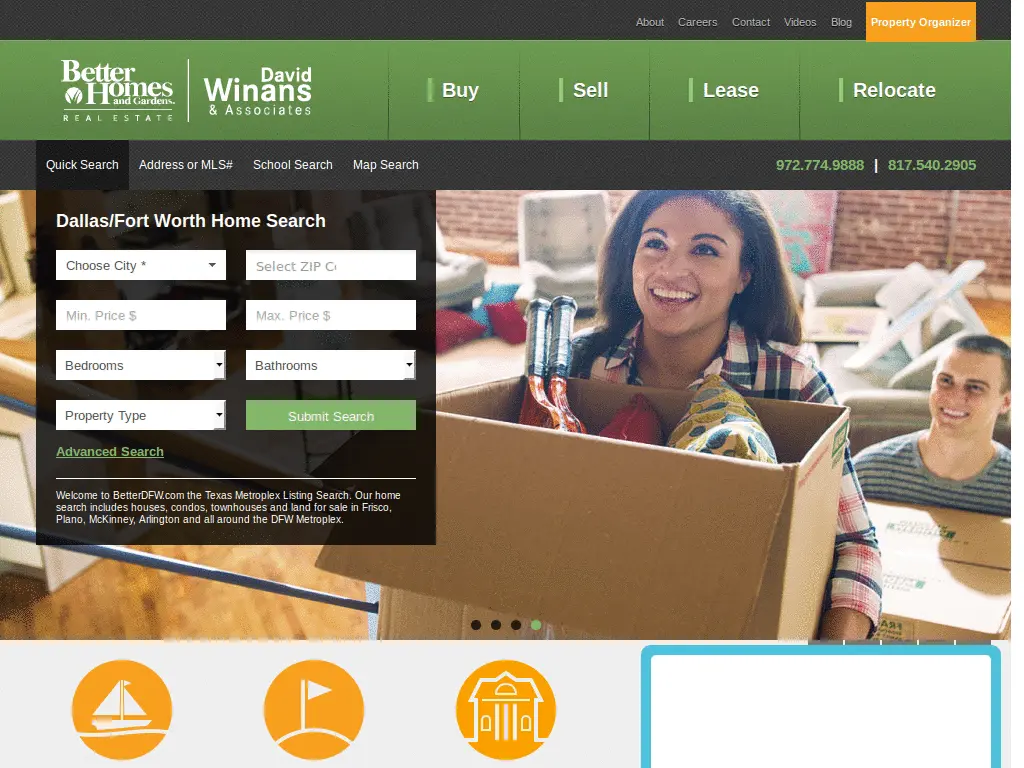 About Careers Contact Videos Blog Property Organizer
Better
Homes
and Gardens.
REAL ESTATE
David
Winans
& Associates
Buy Sell Lease Relocate
Quick Search Address or MLS# School Search Map Search 972.774.9888 | 817.540.2905
Dallas/Fort Worth Home Search
Choose City * Select ZIP
Min. Price $ Max. Price $
Bedrooms Bathrooms
Property Type Submit Search
Advanced Search
Welcome to BetterDFW.com the Texas Metroplex Listing Search. Our home
search includes houses, condos, townhouses and land for sale in Frisco,
Plano, McKinney, Arlington and all around the DFW Metroplex.